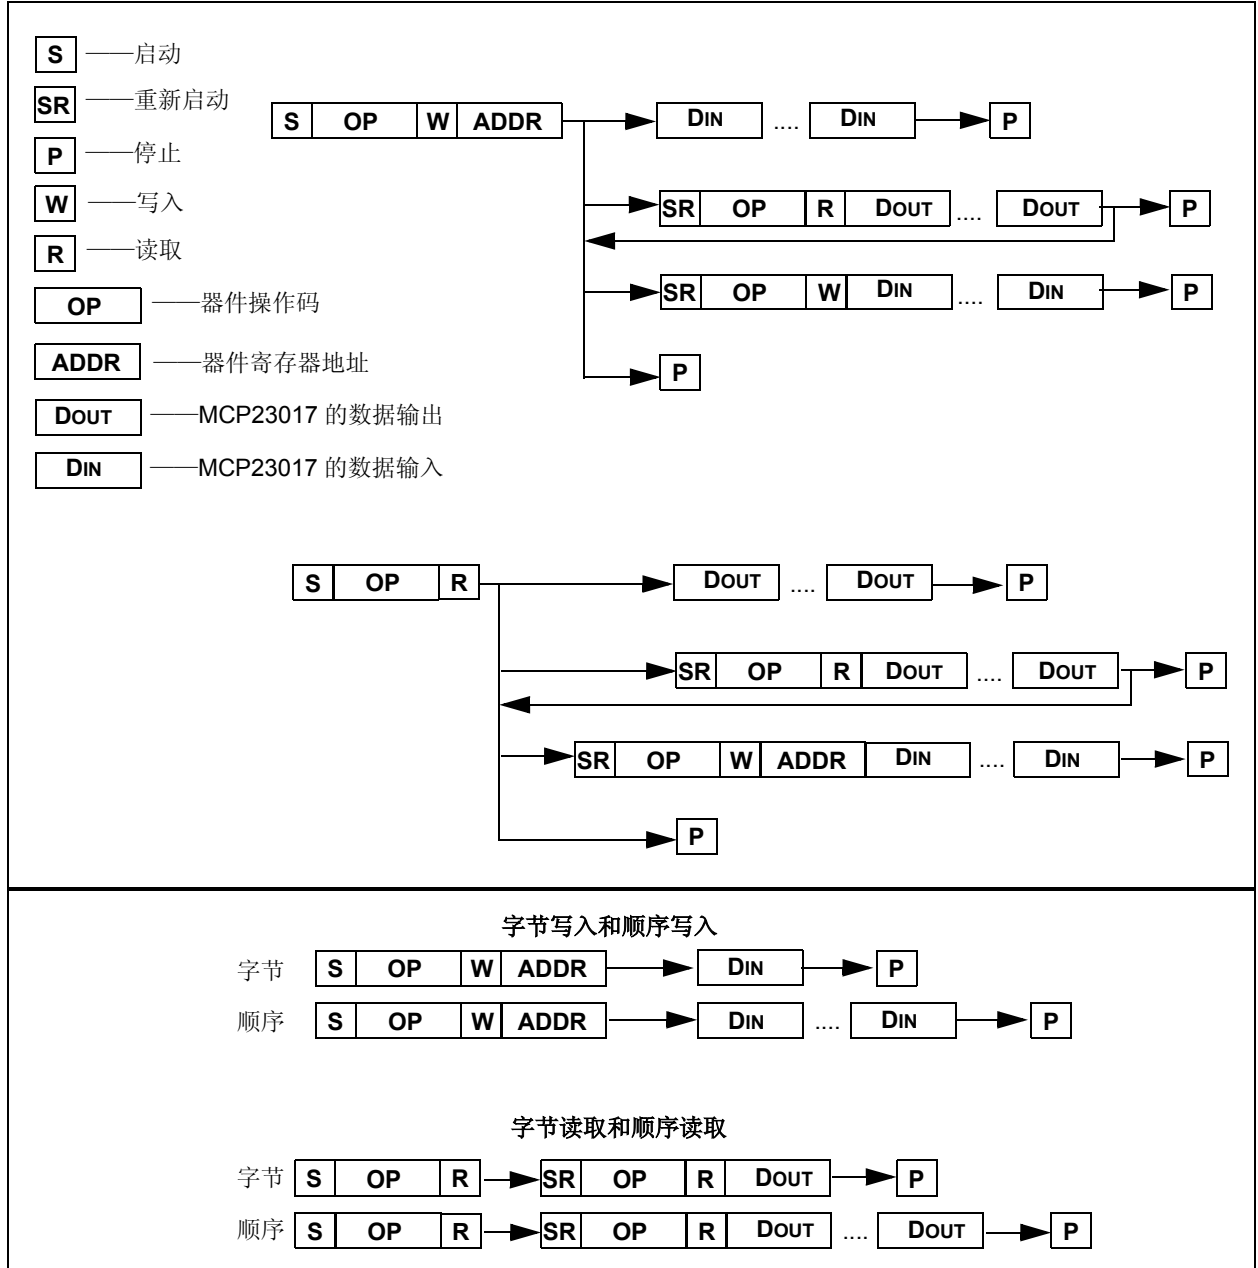 S ——启动
SR ——重新启动
P ——停止
W ——写入
R ——读取
OP ——器件操作码
ADDR ——器件寄存器地址
DOUT ——MCP23017 的数据输出
DIN ——MCP23017 的数据输入
S OP W ADDR DIN .... DIN P
SR OP R DOUT .... DOUT P
SR OP W DIN .... DIN P
P
S OP R DOUT .... DOUT P
SR OP R DOUT .... DOUT P
SR OP W ADDR DIN .... DIN P
P
字节写入和顺序写入
字节 S OP W ADDR DIN P
顺序 S OP W ADDR DIN .... DIN P
字节读取和顺序读取
字节 S OP R SR OP R DOUT P
顺序 S OP R SR OP R DOUT .... DOUT P